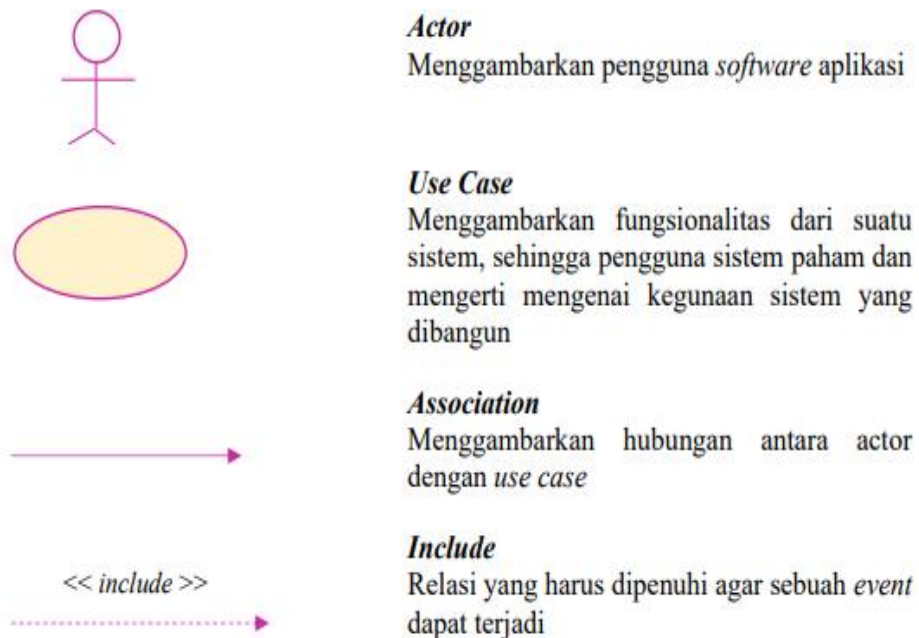 Actor
Menggambarkan pengguna software aplikasi
Use Case
Menggambarkan fungsionalitas dari suatu
sistem, sehingga pengguna sistem paham dan
mengerti mengenai kegunaan sistem yang
dibangun
Association
Menggambarkan hubungan antara actor
dengan use case
Include
<< include >>
Relasi yang harus dipenuhi agar sebuah event
dapat terjadi